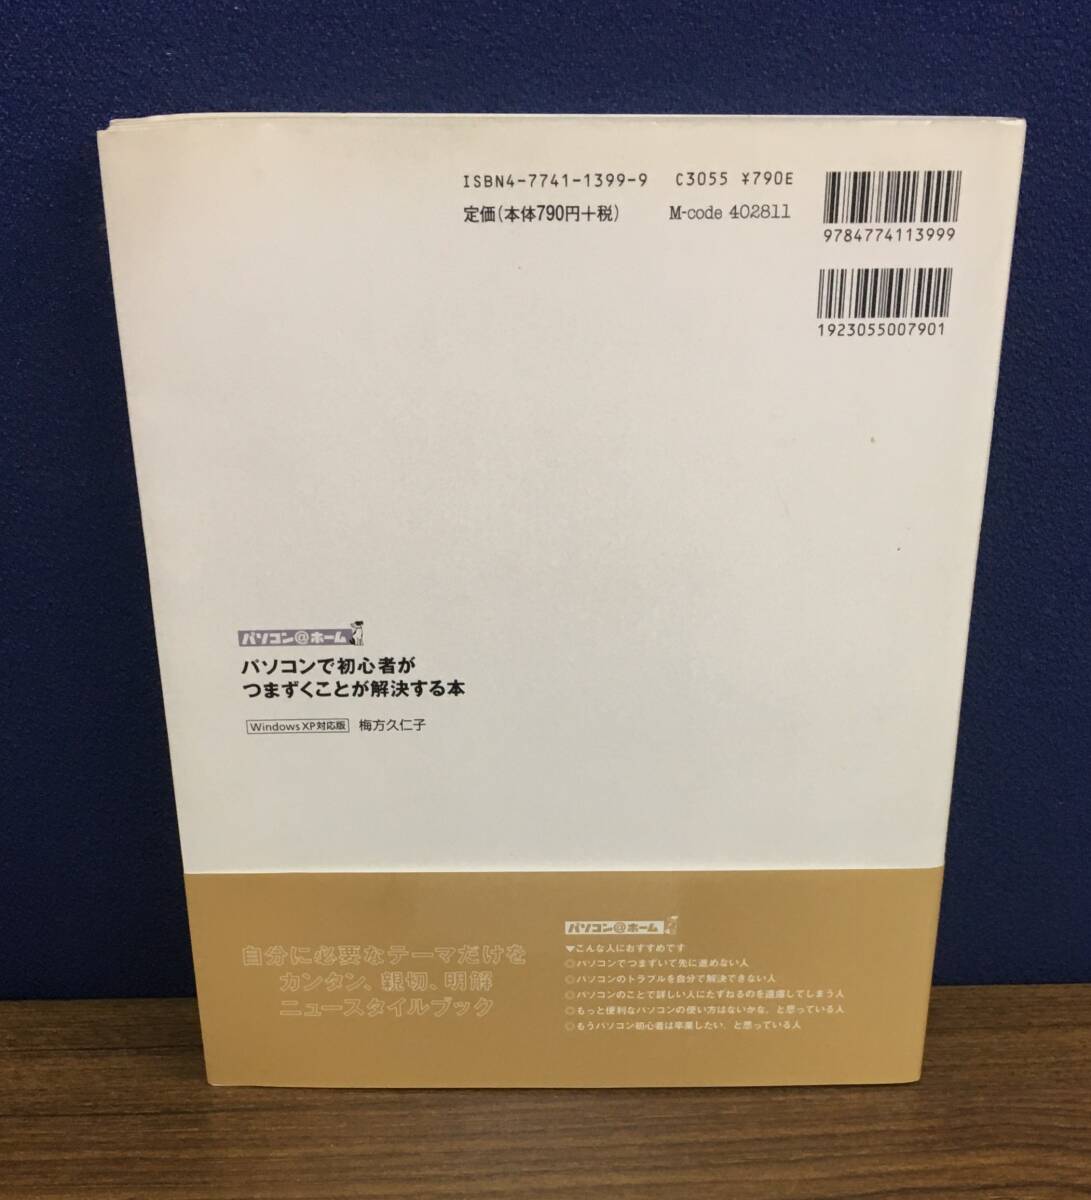 ISBN4-7741-1399-9 C3055 ¥790E
定価(本体790円+税) M-code 402811
9784774113999
1923055007901
パソコン@ホーム
パソコンで初心者が
つまずくことが解決する本
Windows XP対応版 梅方久仁子
自分に必要なテーマだけを
カンタン、親切、明解
ニュースタイルブック
パソコン@ホーム
▼こんな人におすすめです
◎パソコンでつまずいて先に進めない人
◎パソコンのトラブルを自分で解決できない人
◎パソコンのことで詳しい人にたずねるのを遠慮してしまう人
◎もっと便利なパソコンの使い方はないかな、と思っている人
◎もうパソコン初心者は卒業したい、と思っている人